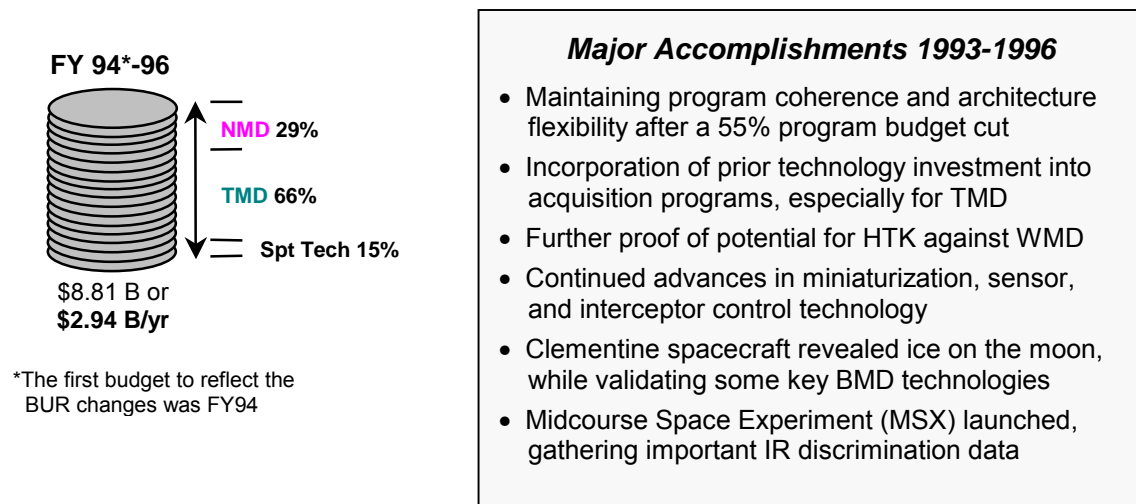 FY 94*-96
NMD 29%
TMD 66%
Spt Tech 15%
$8.81 B or
$2.94 B/yr
*The first budget to reflect the
BUR changes was FY94
Major Accomplishments 1993-1996
• Maintaining program coherence and architecture
flexibility after a 55% program budget cut
• Incorporation of prior technology investment into
acquisition programs, especially for TMD
• Further proof of potential for HTK against WMD
• Continued advances in miniaturization, sensor,
and interceptor control technology
• Clementine spacecraft revealed ice on the moon,
while validating some key BMD technologies
• Midcourse Space Experiment (MSX) launched,
gathering important IR discrimination data